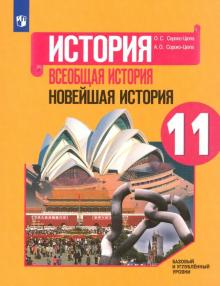 О. С. Сороко-Цюпа
А. О. Сороко-Цюпа
ИСТОРИЯ
ВСЕОБЩАЯ ИСТОРИЯ
НОВЕЙШАЯ ИСТОРИЯ
11
БАЗОВЫЙ
И УГЛУБЛЁННЫЙ
УРОВНИ